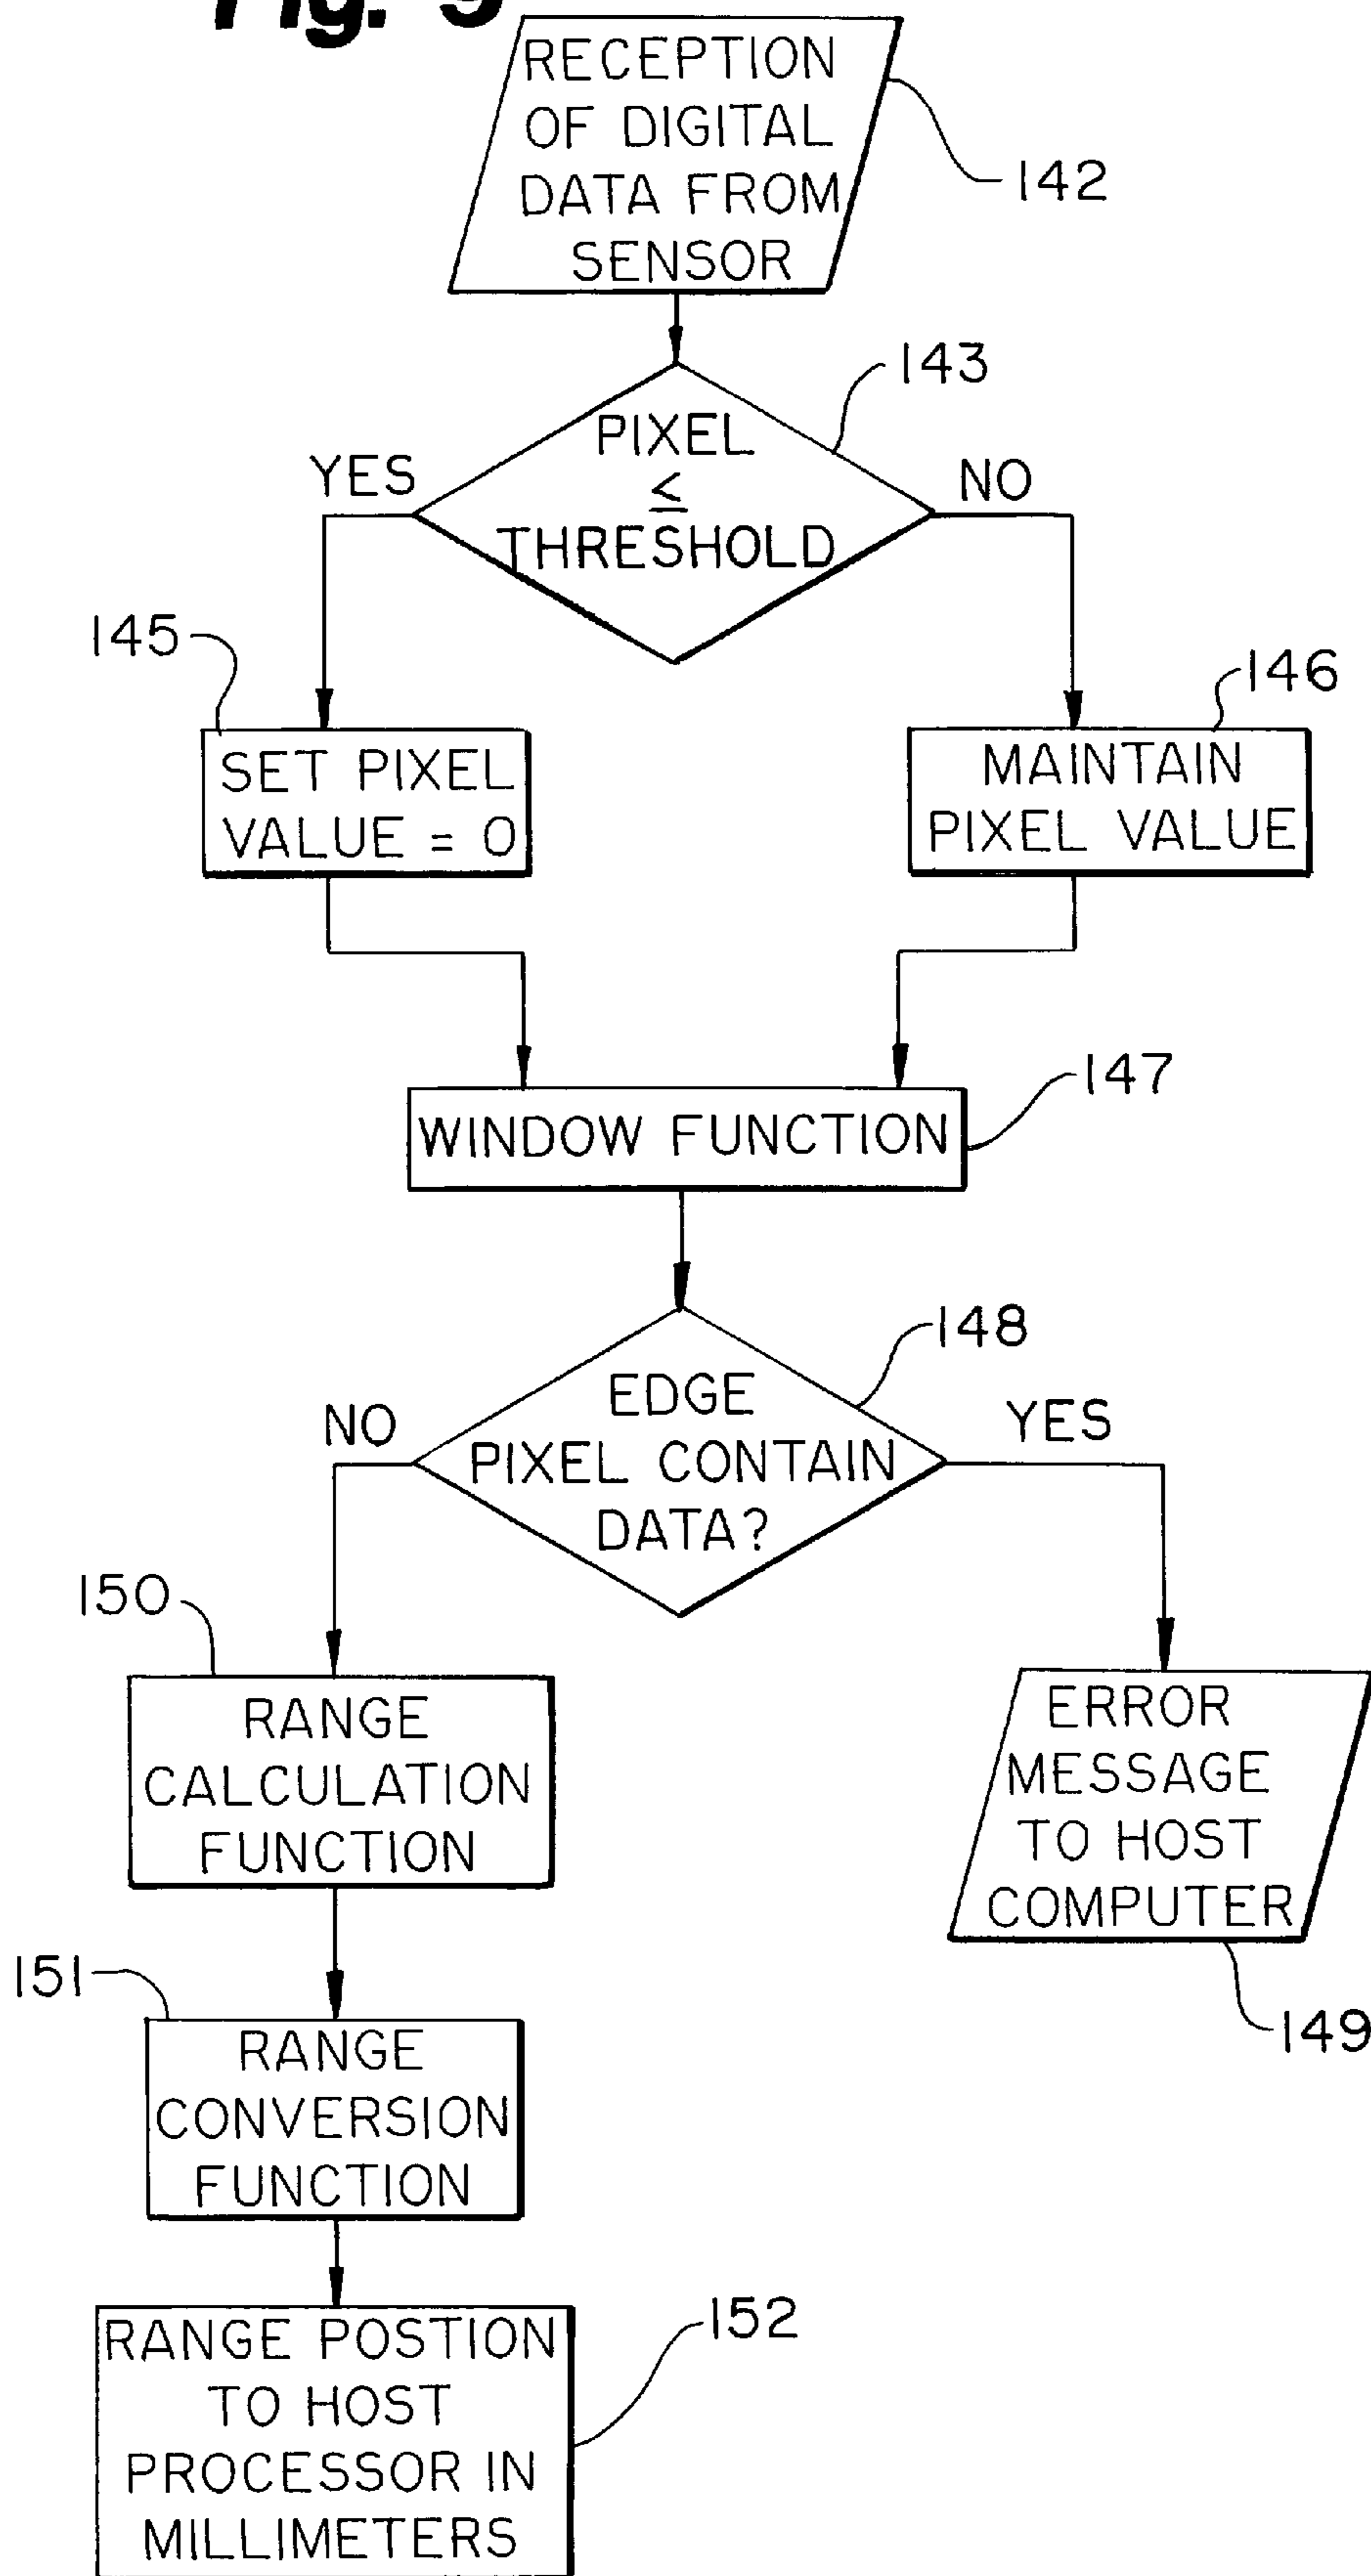 Fig. 9
RECEPTION
OF DIGITAL
DATA FROM
SENSOR
142
143
PIXEL
≤
THRESHOLD
YES
NO
145
146
SET PIXEL
VALUE = 0
MAINTAIN
PIXEL VALUE
147
WINDOW FUNCTION
148
EDGE
PIXEL CONTAIN
DATA?
NO
YES
150
RANGE
CALCULATION
FUNCTION
ERROR
MESSAGE
TO HOST
COMPUTER
149
151
RANGE
CONVERSION
FUNCTION
152
RANGE POSTION
TO HOST
PROCESSOR IN
MILLIMETERS